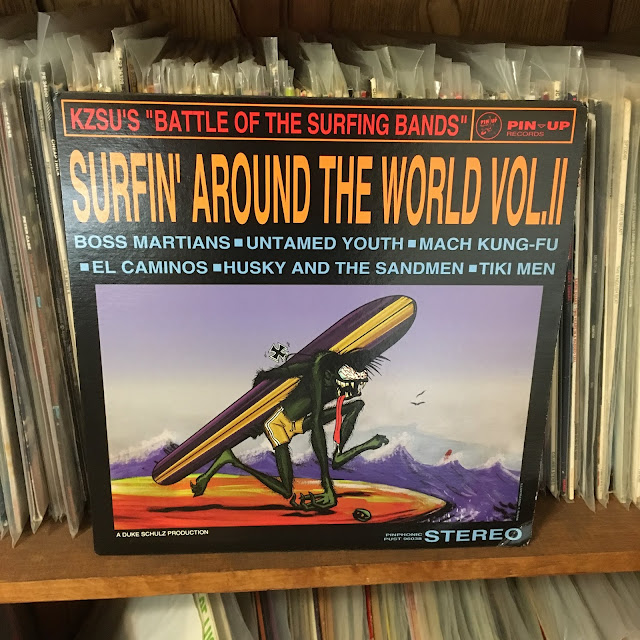 KZSU'S "BATTLE OF THE SURFING BANDS"
PIN-UP
RECORDS
SURFIN' AROUND THE WORLD VOL.II
BOSS MARTIANS ■ UNTAMED YOUTH ■ MACH KUNG-FU
■ EL CAMINOS ■ HUSKY AND THE SANDMEN ■ TIKI MEN
A DUKE SCHULZ PRODUCTION
PINPHONIC
STEREO